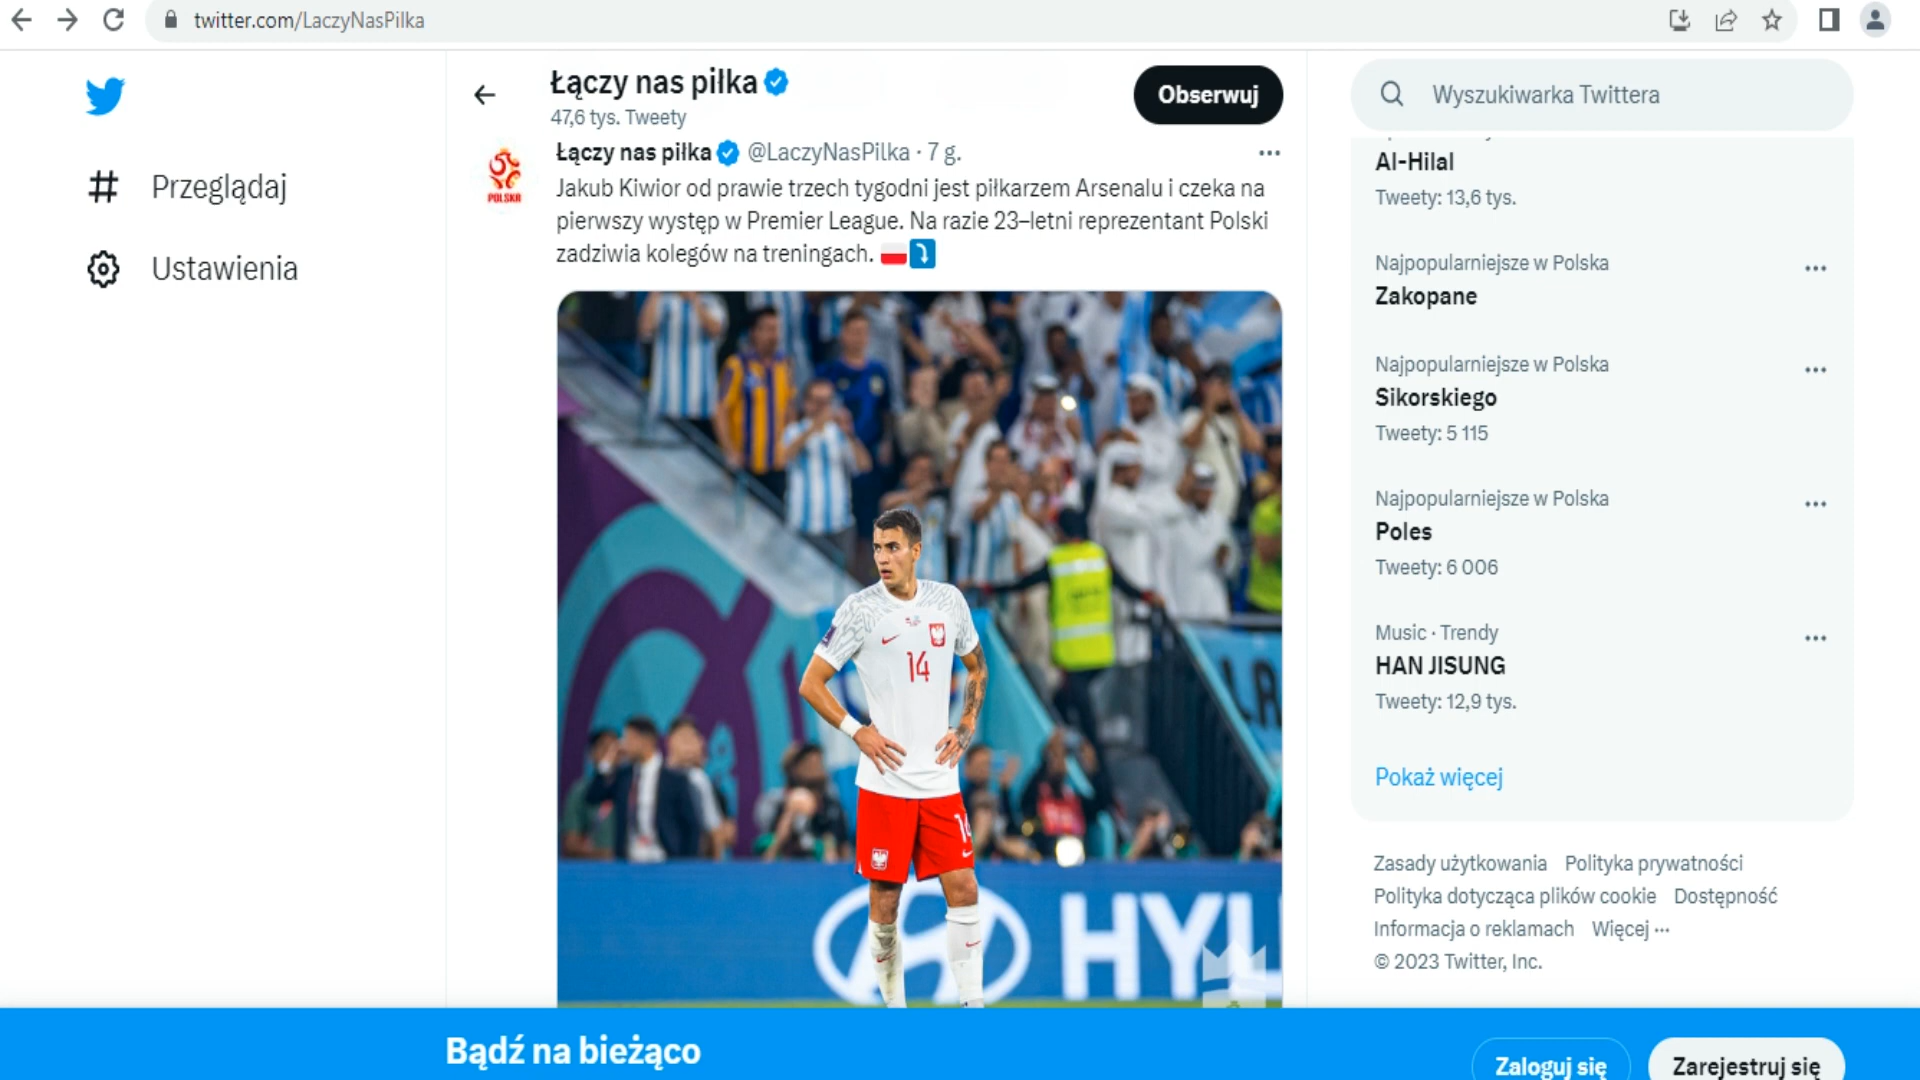 twitter.com/LaczyNasPilka
Przeglądaj
Ustawienia
Łączy nas piłka
47,6 tys. Tweety
Obserwuj
Łączy nas piłka @LaczyNasPilka · 7 g.
Jakub Kiwior od prawie trzech tygodni jest piłkarzem Arsenalu i czeka na
pierwszy występ w Premier League. Na razie 23–letni reprezentant Polski
zadziwia kolegów na treningach.
POLSKA
14
14
HYU
Wyszukiwarka Twittera
Al-Hilal
Tweety: 13,6 tys.
Najpopularniejsze w Polska
Zakopane
Najpopularniejsze w Polska
Sikorskiego
Tweety: 5 115
Najpopularniejsze w Polska
Poles
Tweety: 6 006
Music · Trendy
HAN JISUNG
Tweety: 12,9 tys.
Pokaż więcej
Zasady użytkowania Polityka prywatności
Polityka dotycząca plików cookie Dostępność
Informacja o reklamach Więcej ···
© 2023 Twitter, Inc.
Bądź na bieżąco
Zaloguj się
Zarejestruj się